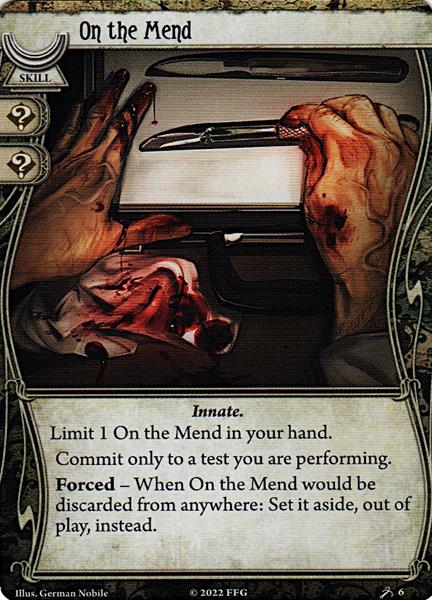 On the Mend
SKILL
?
?
Innate.
Limit 1 On the Mend in your hand.
Commit only to a test you are performing.
Forced – When On the Mend would be
discarded from anywhere: Set it aside, out of
play, instead.
Illus. German Nobile
© 2022 FFG
6